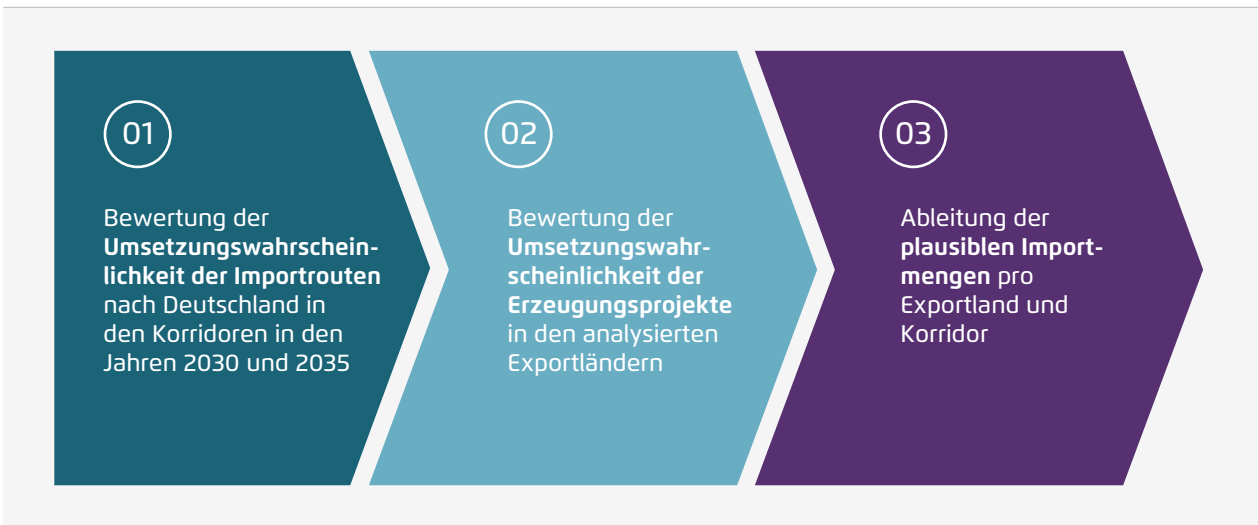 01
Bewertung der
Umsetzungswahrschein-
lichkeit der Importrouten
nach Deutschland in
den Korridoren in den
Jahren 2030 und 2035
02
Bewertung der
Umsetzungswahr-
scheinlichkeit der
Erzeugungsprojekte
in den analysierten
Exportländern
03
Ableitung der
plausiblen Import-
mengen pro
Exportland und
Korridor